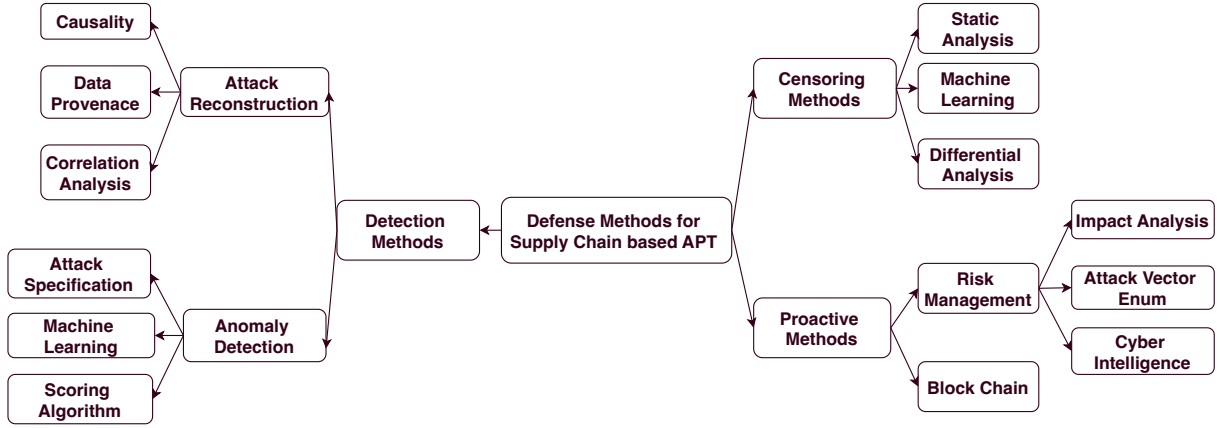 Causality
Data
Provenace
Correlation
Analysis
Attack
Reconstruction
Attack
Specification
Machine
Learning
Scoring
Algorithm
Anomaly
Detection
Detection
Methods
Defense Methods for
Supply Chain based APT
Censoring
Methods
Static
Analysis
Machine
Learning
Differential
Analysis
Proactive
Methods
Risk
Management
Block Chain
Impact Analysis
Attack Vector
Enum
Cyber
Intelligence